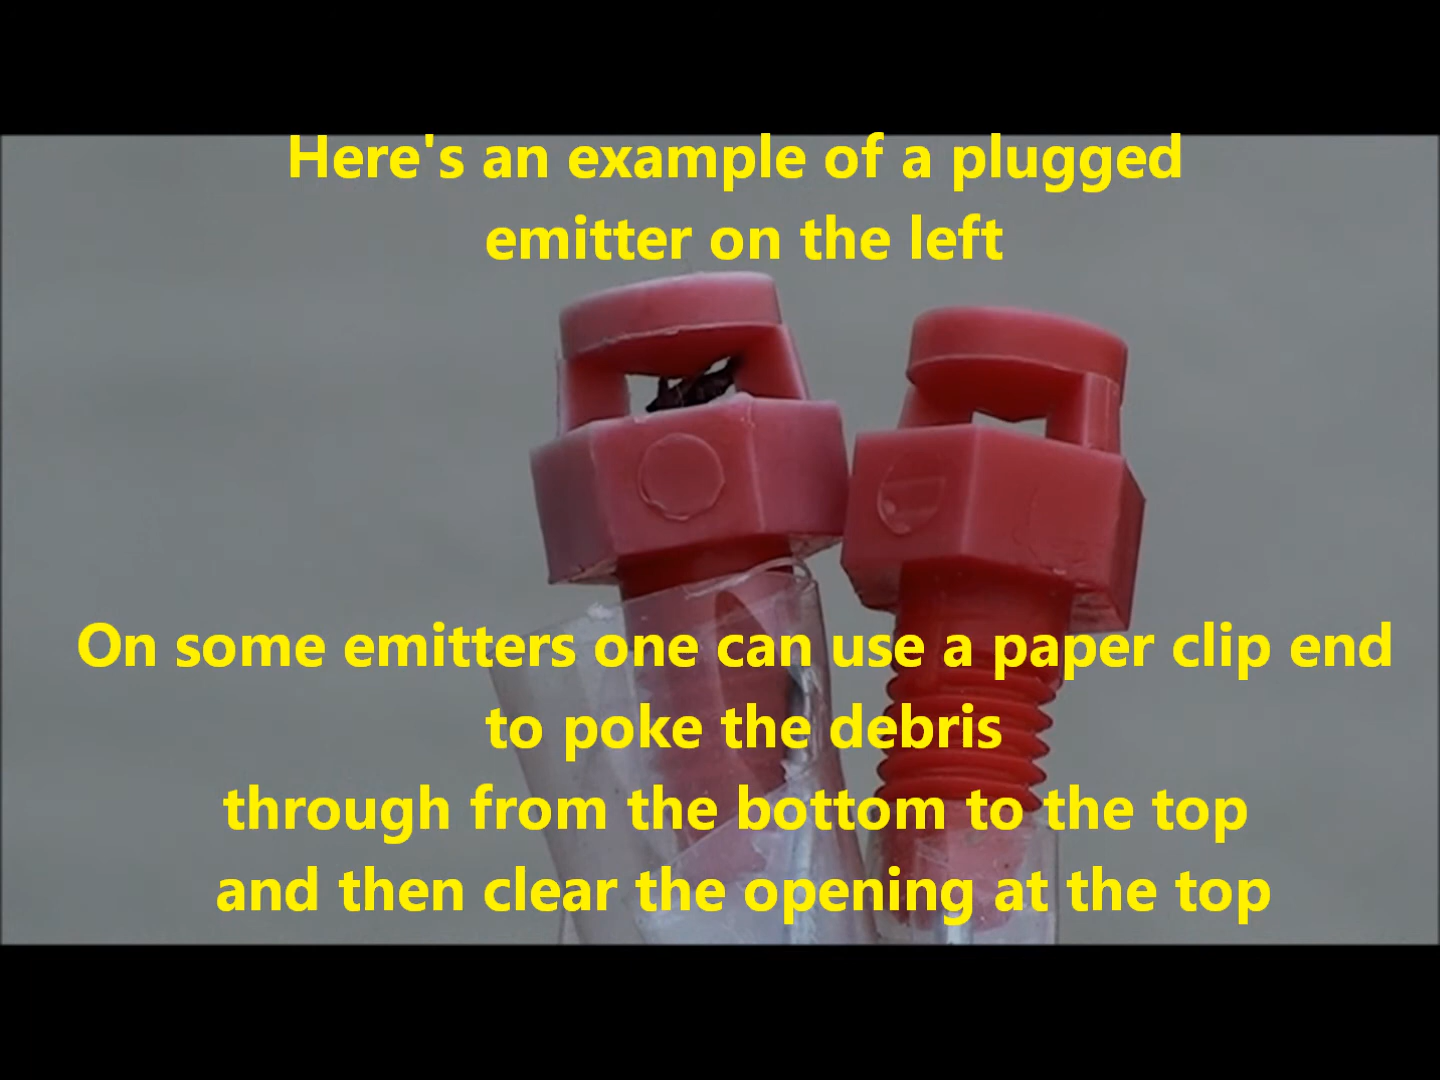 Here's an example of a plugged
emitter on the left
On some emitters one can use a paper clip end
to poke the debris
through from the bottom to the top
and then clear the opening at the top